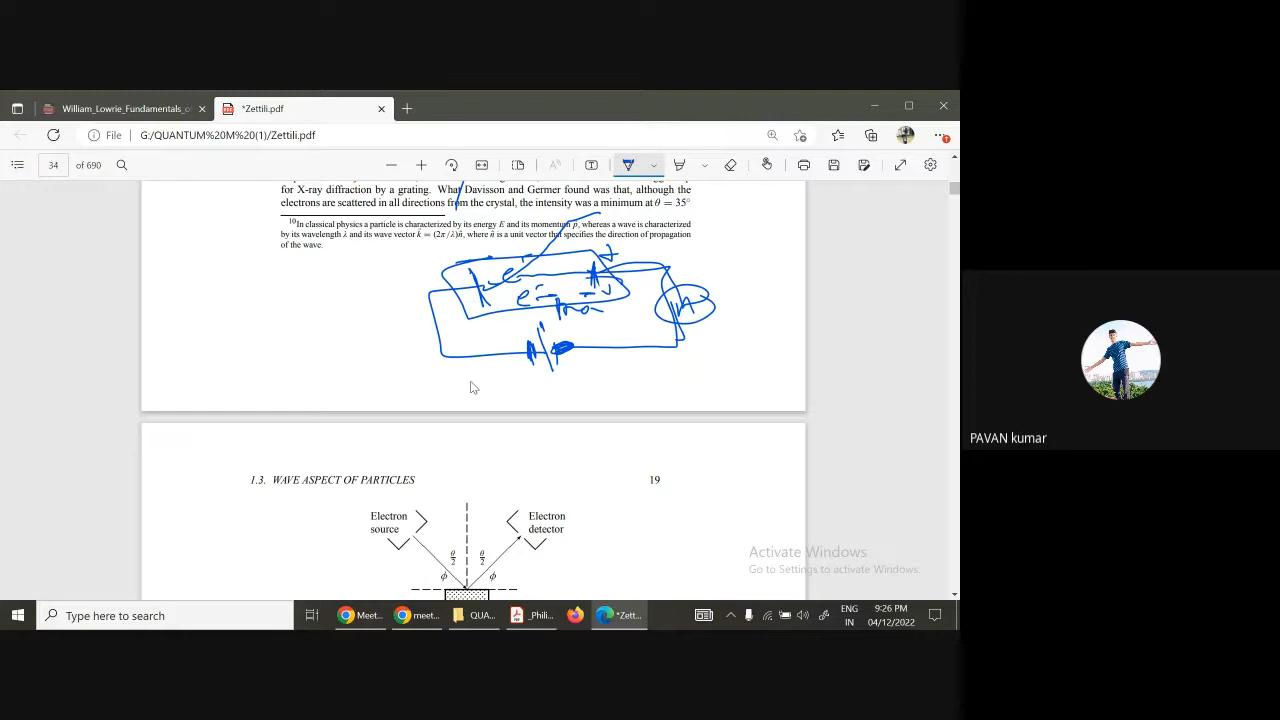 William_Lowrie_Fundamentals_o
*Zettili.pdf
File
G:/QUANTUM%20M%20(1)/Zettili.pdf
34
of 690
for X-ray diffraction by a grating. What Davisson and Germer found was that, although the
electrons are scattered in all directions from the crystal, the intensity was a minimum at θ = 35°
10In classical physics a particle is characterized by its energy E and its momentum p⃗, whereas a wave is characterized
by its wavelength λ and its wave vector k⃗ = (2π/λ)n̂, where n̂ is a unit vector that specifies the direction of propagation
of the wave.
e
e
1.3. WAVE ASPECT OF PARTICLES
19
Electron
source
Electron
detector
θ/2
θ/2
φ
φ
Activate Windows
Go to Settings to activate Windows.
PAVAN kumar
Type here to search
Meet...
meet...
QUA...
_Phili...
Zett...
ENG
IN
9:26 PM
04/12/2022